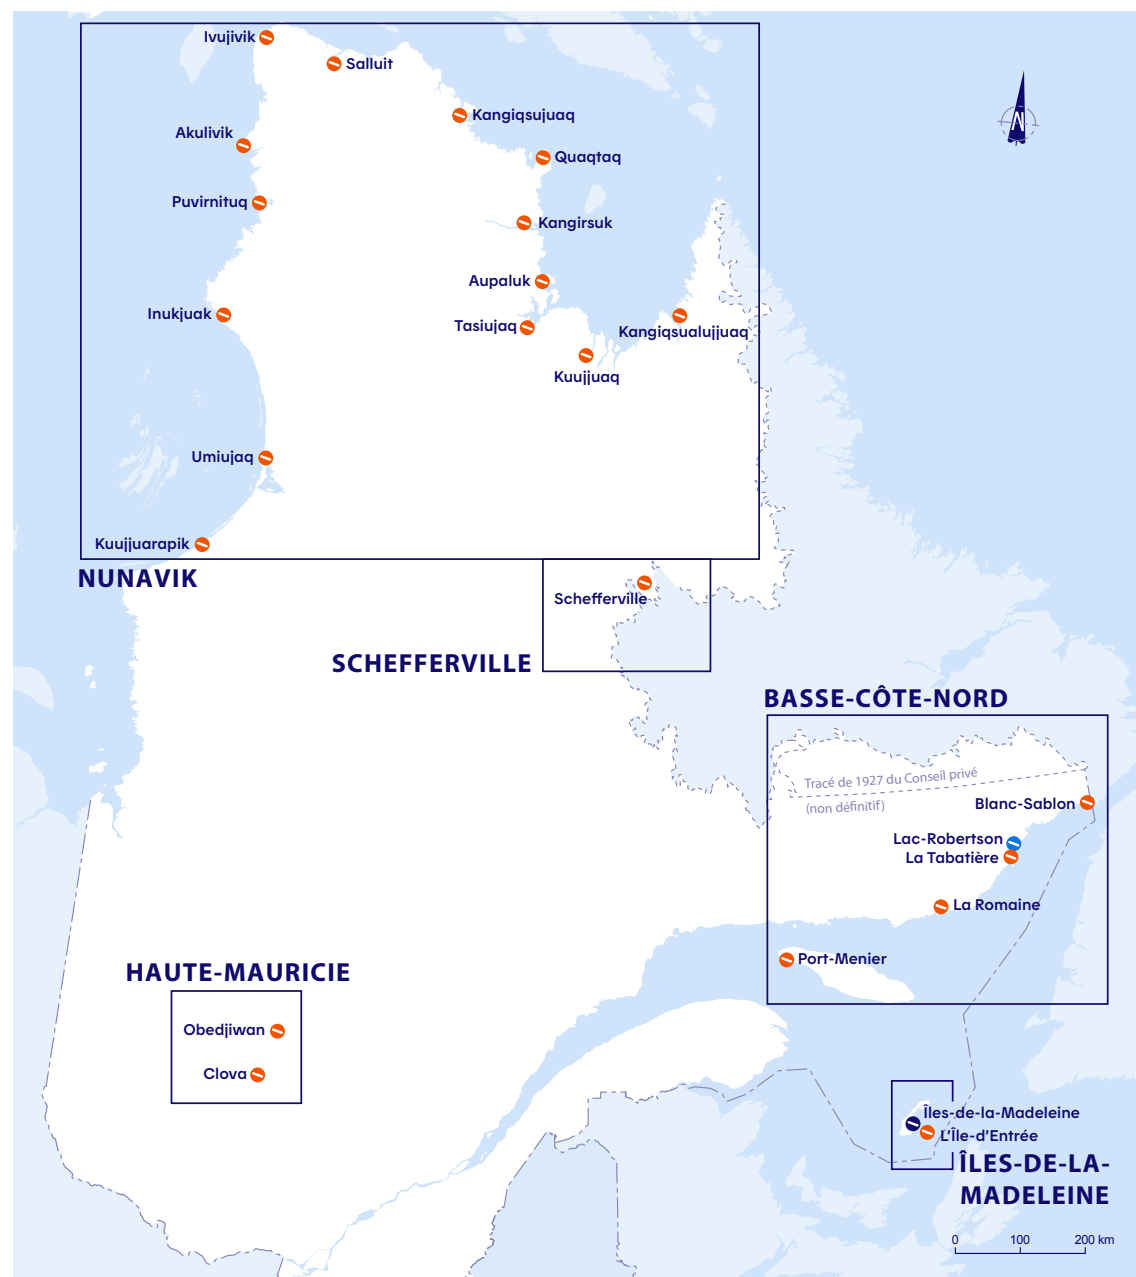 Ivujivik
Salluit
Kangiqsujuaq
Akulivik
Quaqtaq
Puvirnituq
Kangirsuk
Aupaluk
Inukjuak
Tasiujaq
Kangiqsualujjuaq
Kuujjuaq
Umiujaq
Kuujjuarapik
NUNAVIK
Schefferville
SCHEFFERVILLE
BASSE-CÔTE-NORD
Tracé de 1927 du Conseil privé
(non définitif)
Blanc-Sablon
Lac-Robertson
La Tabatière
La Romaine
Port-Menier
HAUTE-MAURICIE
Obedjiwan
Clova
Îles-de-la-Madeleine
L'Île-d'Entrée
ÎLES-DE-LA-
MADELEINE
0 100 200 km
N